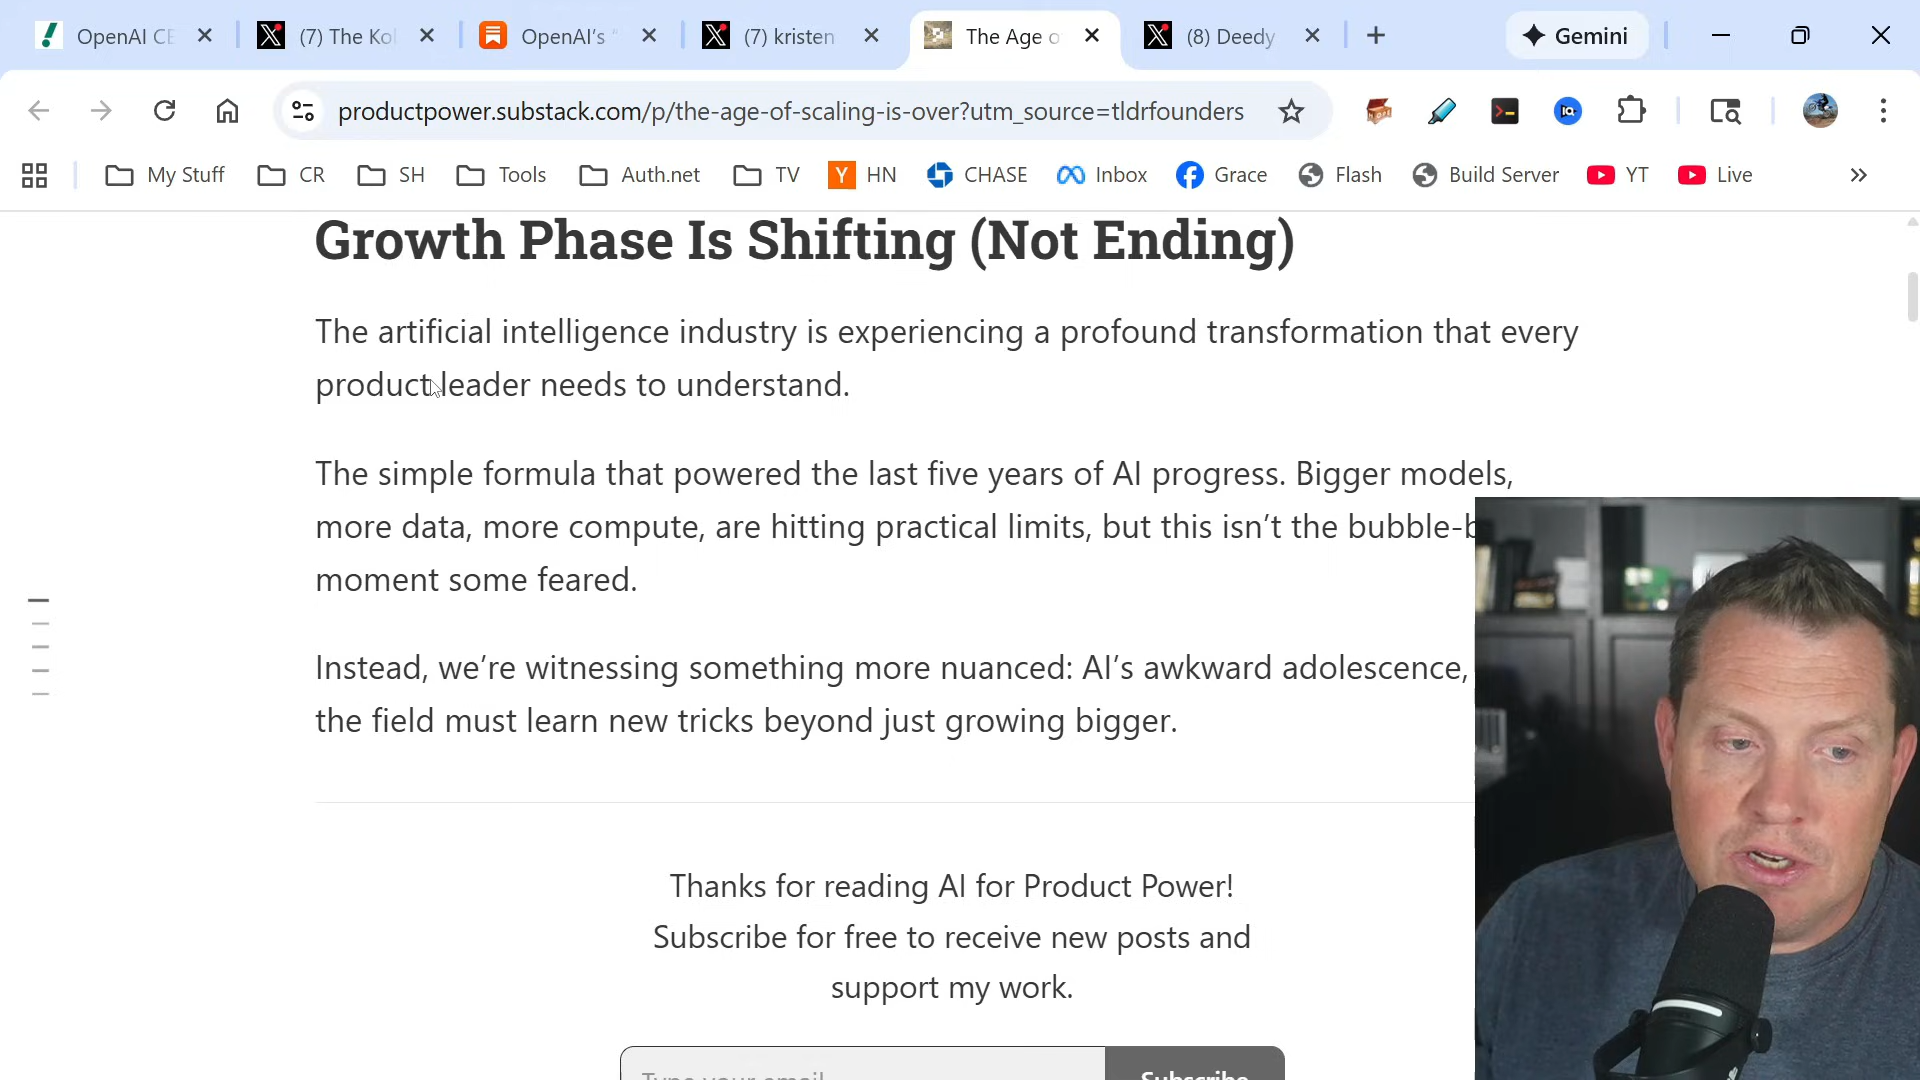 OpenAI CE
(7) The Kol
OpenAI's "
(7) kristen
The Age o
(8) Deedy
Gemini
productpower.substack.com/p/the-age-of-scaling-is-over?utm_source=tldrfounders
My Stuff
CR
SH
Tools
Auth.net
TV
Y
HN
CHASE
Inbox
Grace
Flash
Build Server
YT
Live
Growth Phase Is Shifting (Not Ending)
The artificial intelligence industry is experiencing a profound transformation that every
product leader needs to understand.
The simple formula that powered the last five years of AI progress. Bigger models,
more data, more compute, are hitting practical limits, but this isn't the bubble-b
moment some feared.
Instead, we're witnessing something more nuanced: AI's awkward adolescence,
the field must learn new tricks beyond just growing bigger.
Thanks for reading AI for Product Power!
Subscribe for free to receive new posts and
support my work.
Type your email
Subscribe